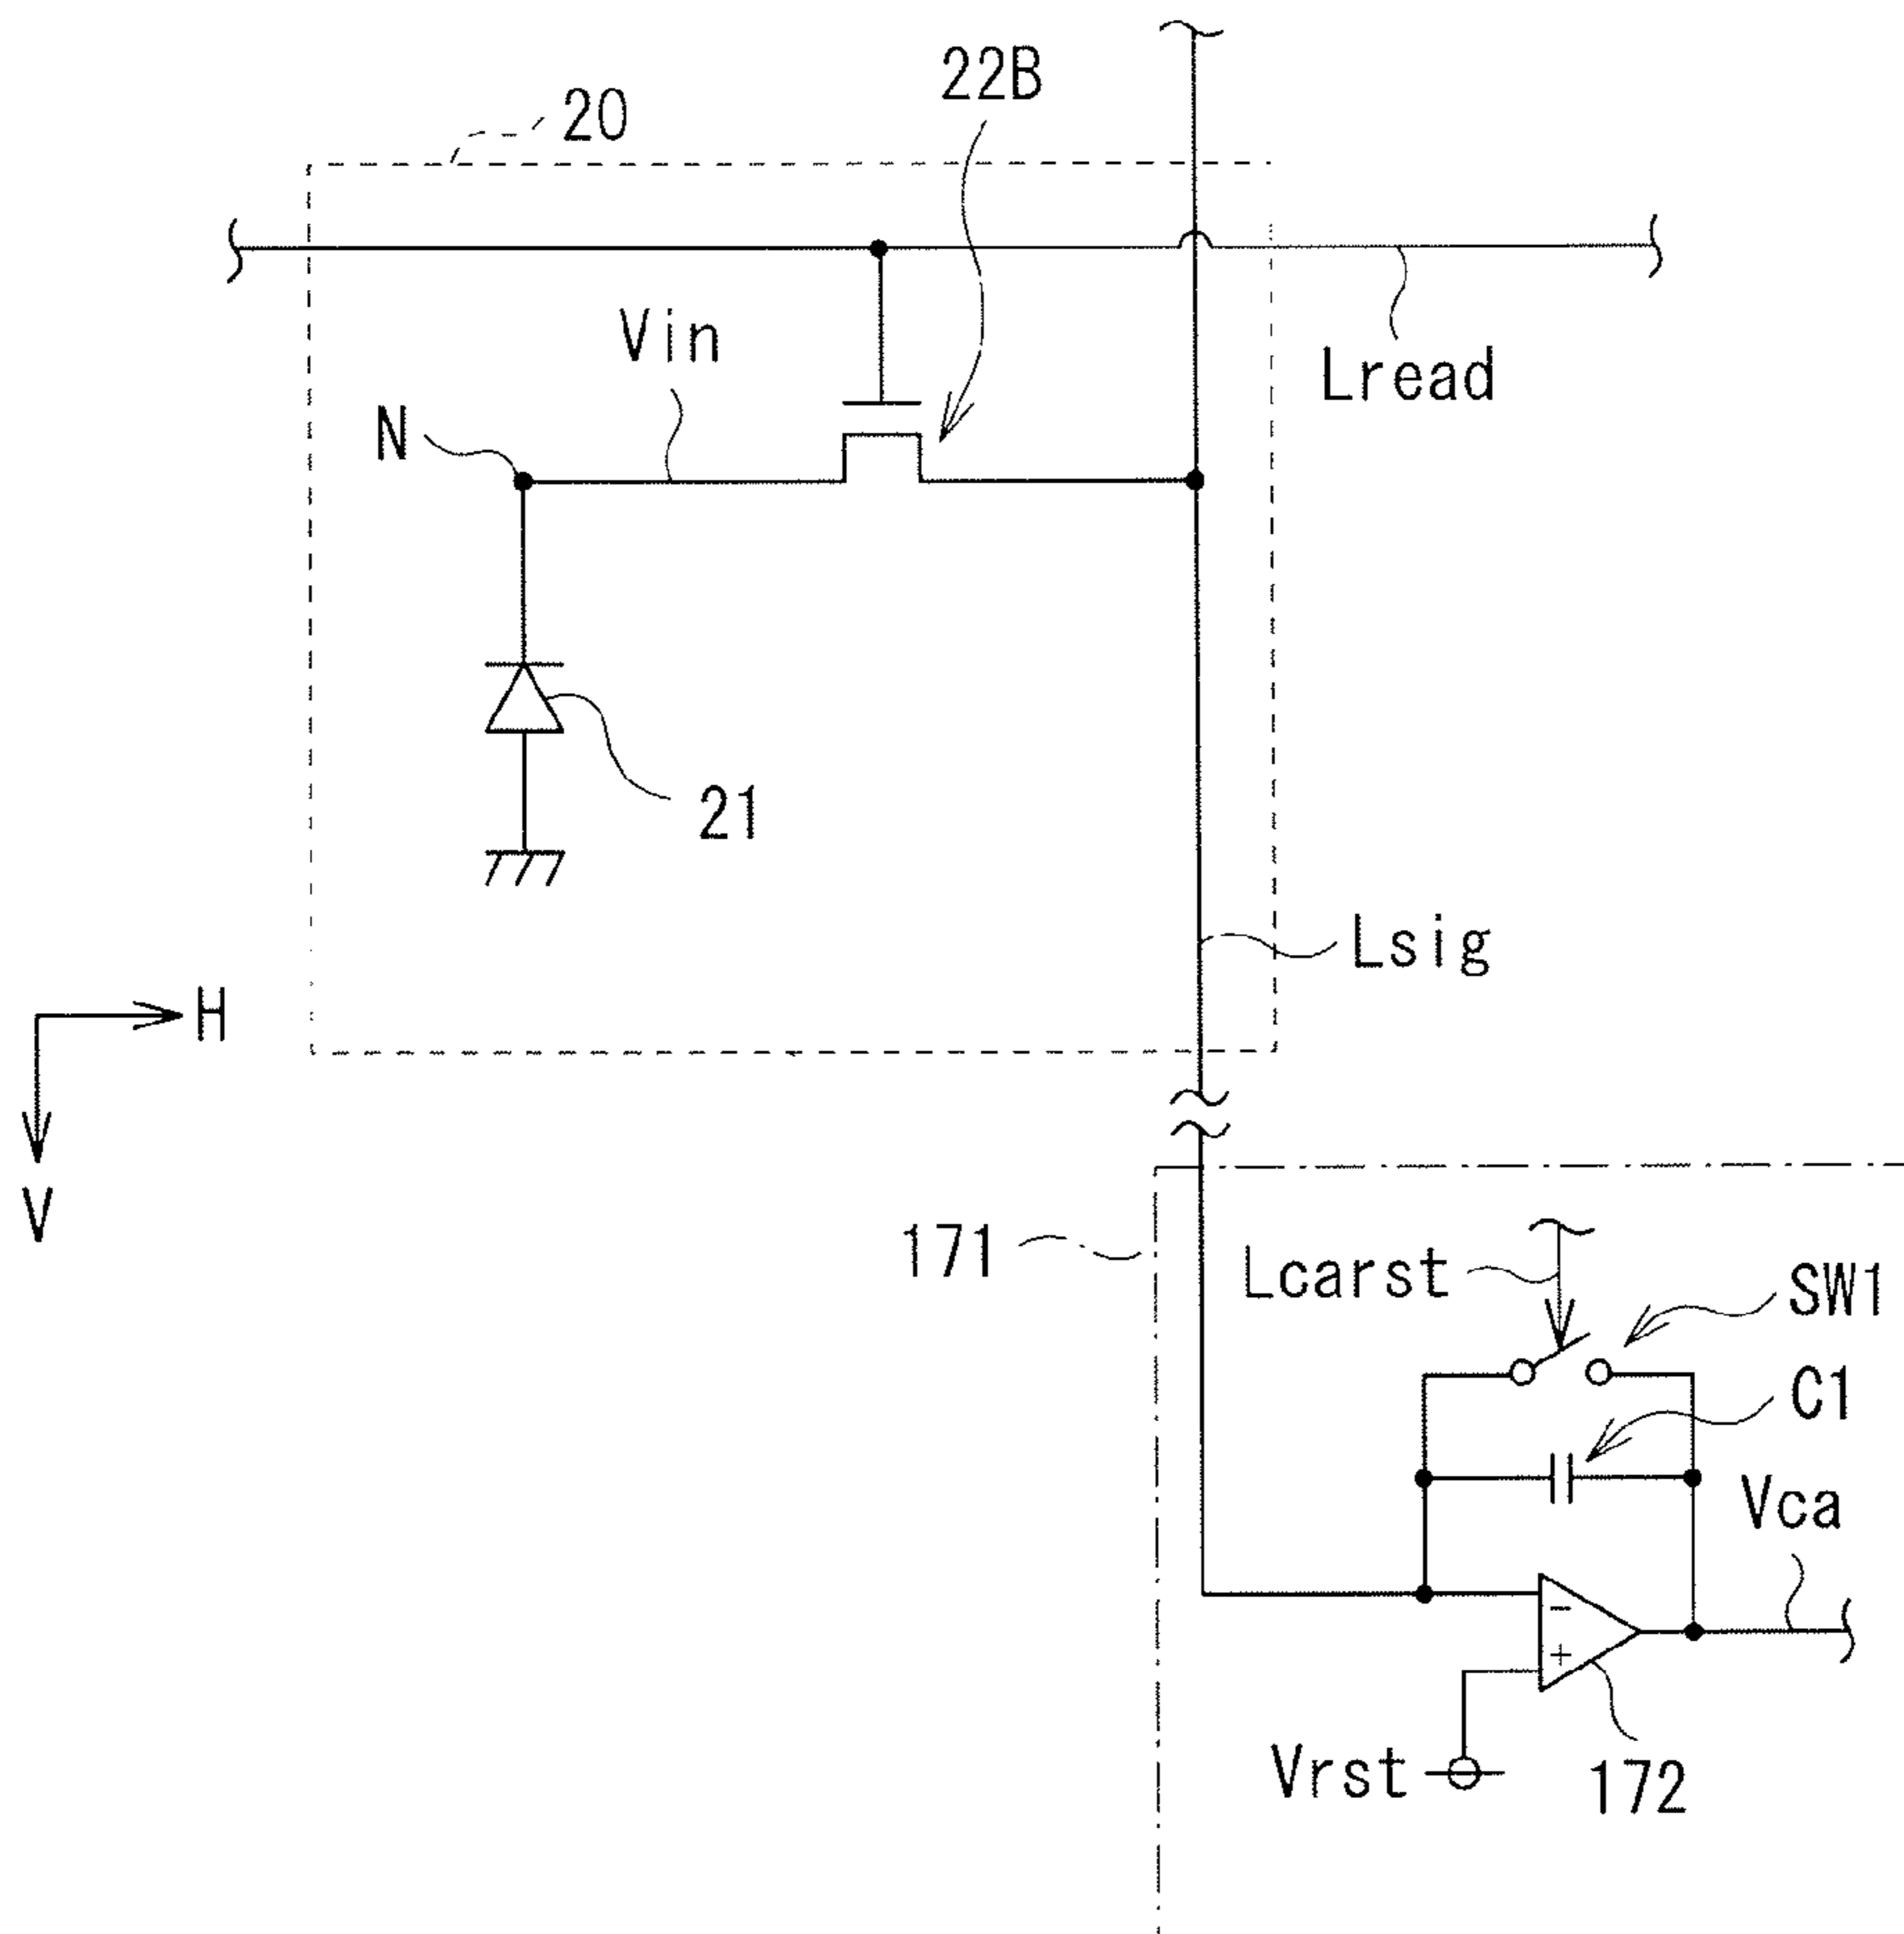 22B
20
Vin
Lread
N
21
Lsig
H
V
171
Lcarst
SW1
C1
Vca
−
+
Vrst
172